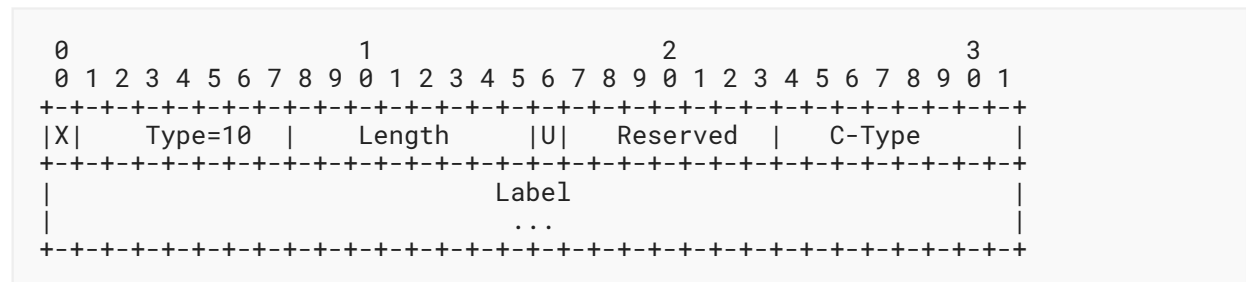 0                   1                   2                   3
 0 1 2 3 4 5 6 7 8 9 0 1 2 3 4 5 6 7 8 9 0 1 2 3 4 5 6 7 8 9 0 1
+-+-+-+-+-+-+-+-+-+-+-+-+-+-+-+-+-+-+-+-+-+-+-+-+-+-+-+-+-+-+-+-+
|X|    Type=10  |    Length     |U|   Reserved  |   C-Type      |
+-+-+-+-+-+-+-+-+-+-+-+-+-+-+-+-+-+-+-+-+-+-+-+-+-+-+-+-+-+-+-+-+
|                             Label                             |
|                              ...                              |
+-+-+-+-+-+-+-+-+-+-+-+-+-+-+-+-+-+-+-+-+-+-+-+-+-+-+-+-+-+-+-+-+